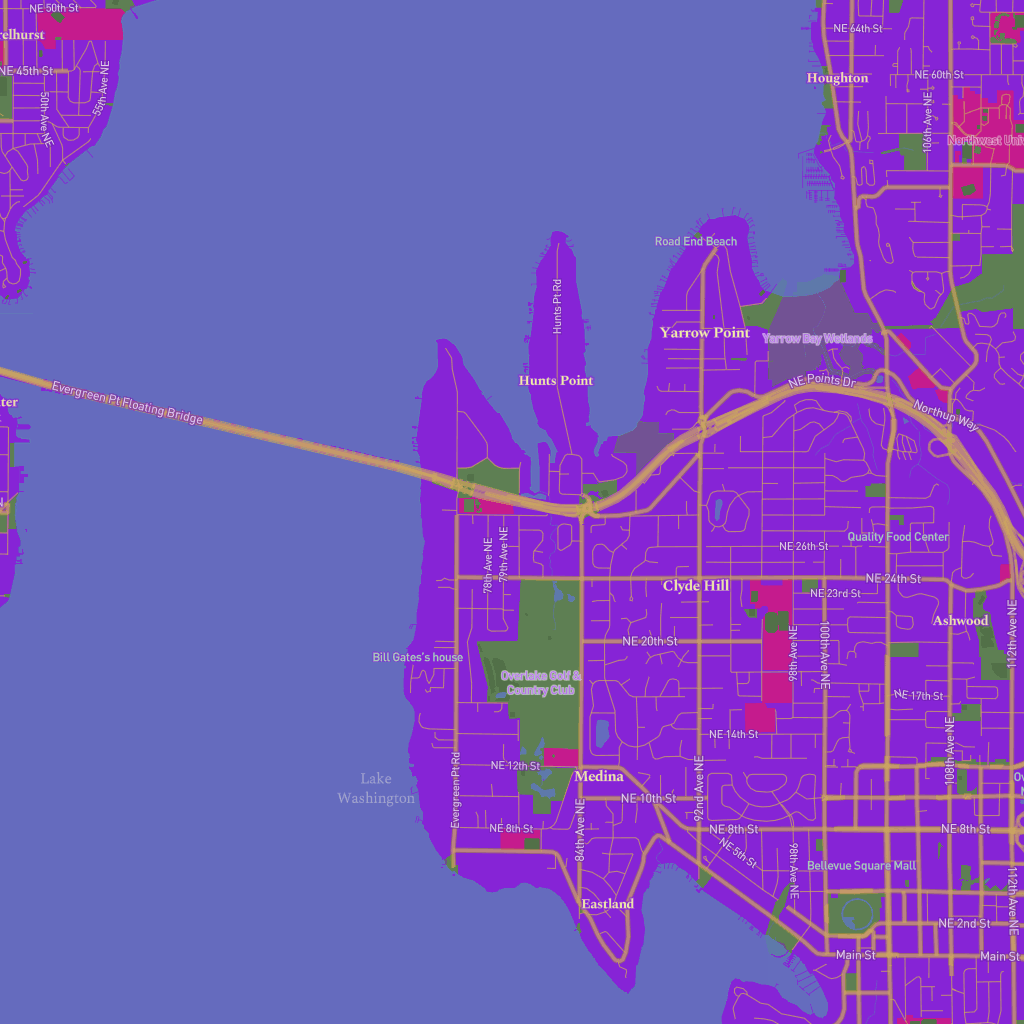 NE 50th St
NE 64th St
Houghton
NE 45th St
NE 60th St
55th Ave NE
50th Ave NE
106th Ave NE
Northwest Univ
Road End Beach
Hunts Pt Rd
Yarrow Point
Yarrow Bay Wetlands
Hunts Point
NE Points Dr
Evergreen Pt Floating Bridge
Northup Way
78th Ave NE
79th Ave NE
Quality Food Center
NE 26th St
NE 24th St
Clyde Hill
NE 23rd St
Ashwood
112th Ave NE
NE 20th St
98th Ave NE
100th Ave NE
Bill Gates's house
Overlake Golf &
Country Club
NE 17th St
NE 14th St
108th Ave NE
NE 12th St
Medina
Lake
Washington
Evergreen Pt Rd
92nd Ave NE
NE 10th St
NE 8th St
84th Ave NE
NE 8th St
NE 8th St
NE 5th St
98th Ave NE
Bellevue Square Mall
112th Ave NE
Eastland
NE 2nd St
Main St
Main St